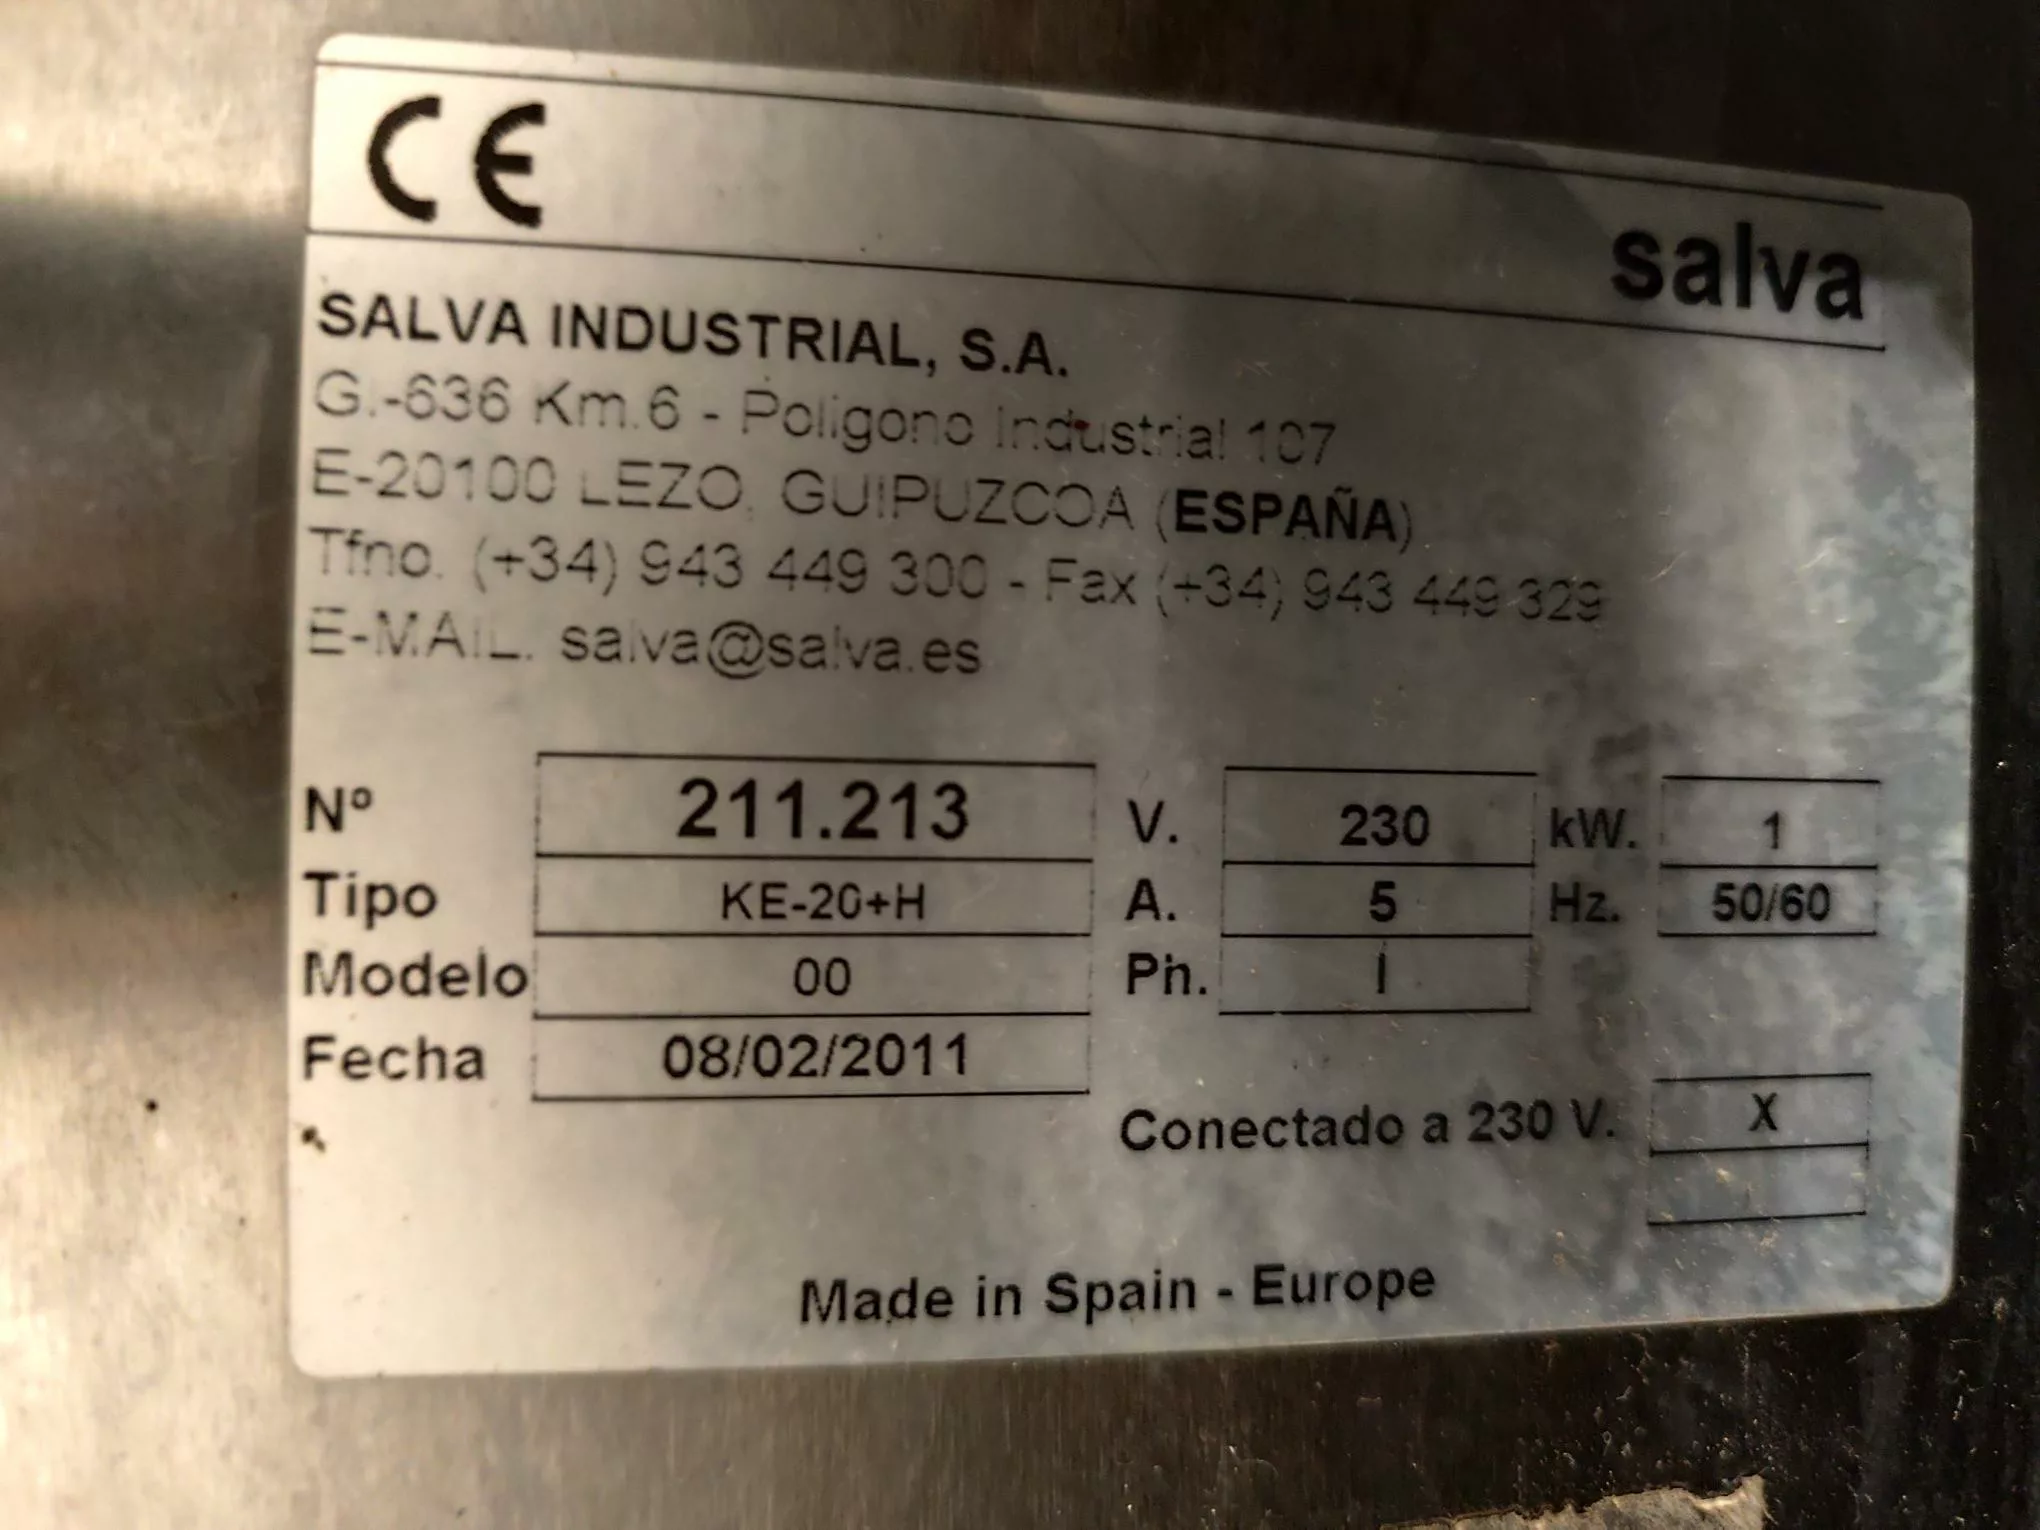 CE
salva
SALVA INDUSTRIAL, S.A.
G.-636 Km.6 - Poligono Industrial 107
E-20100 LEZO, GUIPUZCOA (ESPAÑA)
Tfno. (+34) 943 449 300 - Fax (+34) 943 449 329
E-MAIL. salva@salva.es
Nº 211.213 V. 230 kW. 1
Tipo KE-20+H A. 5 Hz. 50/60
Modelo 00 Ph. I
Fecha 08/02/2011
Conectado a 230 V. X
Made in Spain - Europe